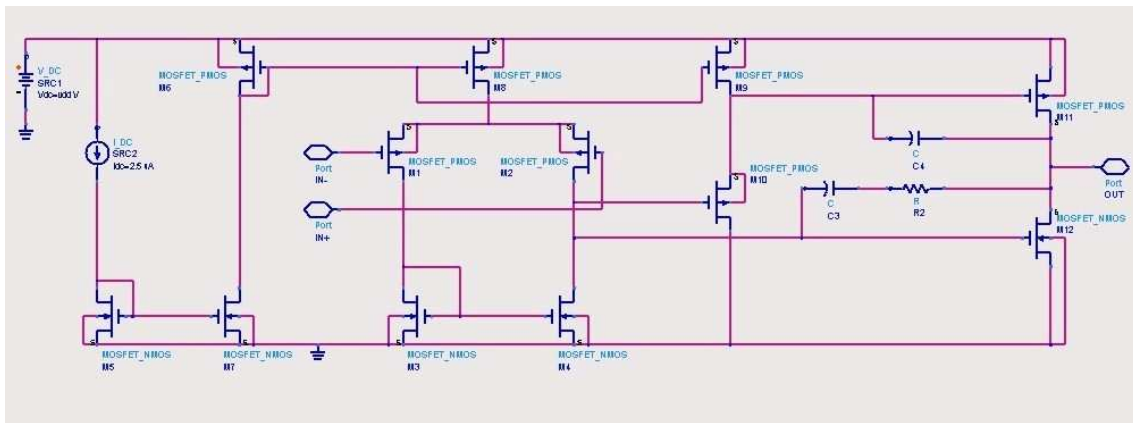 V_DC
SRC1
Vdc=vdd V
I_DC
SRC2
MOSFET_PMOS
M6
MOSFET_PMOS
M8
MOSFET_PMOS
M9
MOSFET_PMOS
M11
Port
IN-
MOSFET_PMOS
M1
MOSFET_PMOS
M2
Port
IN+
MOSFET_PMOS
M10
C
C4
C
C3
R
R2
Port
OUT
MOSFET_NMOS
M12
MOSFET_NMOS
M5
MOSFET_NMOS
M7
MOSFET_NMOS
M3
MOSFET_NMOS
M4
S
S
S
S
S
S
S
S
S
S